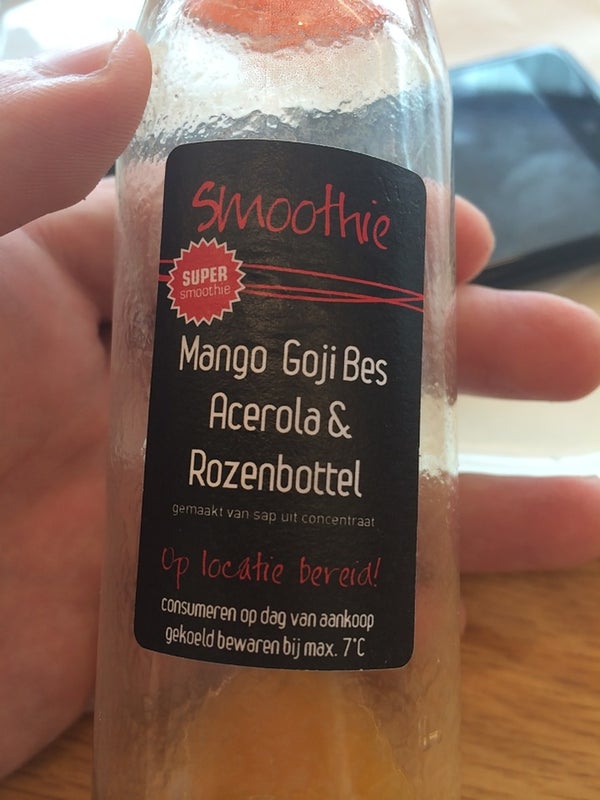 Smoothie
SUPER
smoothie
Mango Goji Bes
Acerola &
Rozenbottel
gemaakt van sap uit concentraat
Op locatie bereid!
consumeren op dag van aankoop
gekoeld bewaren bij max. 7°C